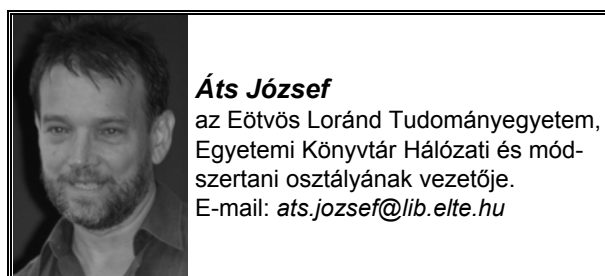 Áts József
az Eötvös Loránd Tudományegyetem,
Egyetemi Könyvtár Hálózati és mód-
szertani osztályának vezetője.
E-mail: ats.jozsef@lib.elte.hu